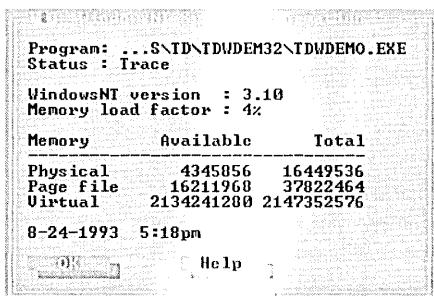 Program: ...S\TD\TDWDEM32\TDWDEMO.EXE
Status : Trace
WindowsNT version : 3.10
Memory load factor : 4%
Memory Available Total
Physical 4345856 16449536
Page file 16211968 37822464
Virtual 2134241280 2147352576
8-24-1993 5:18pm
OK Help